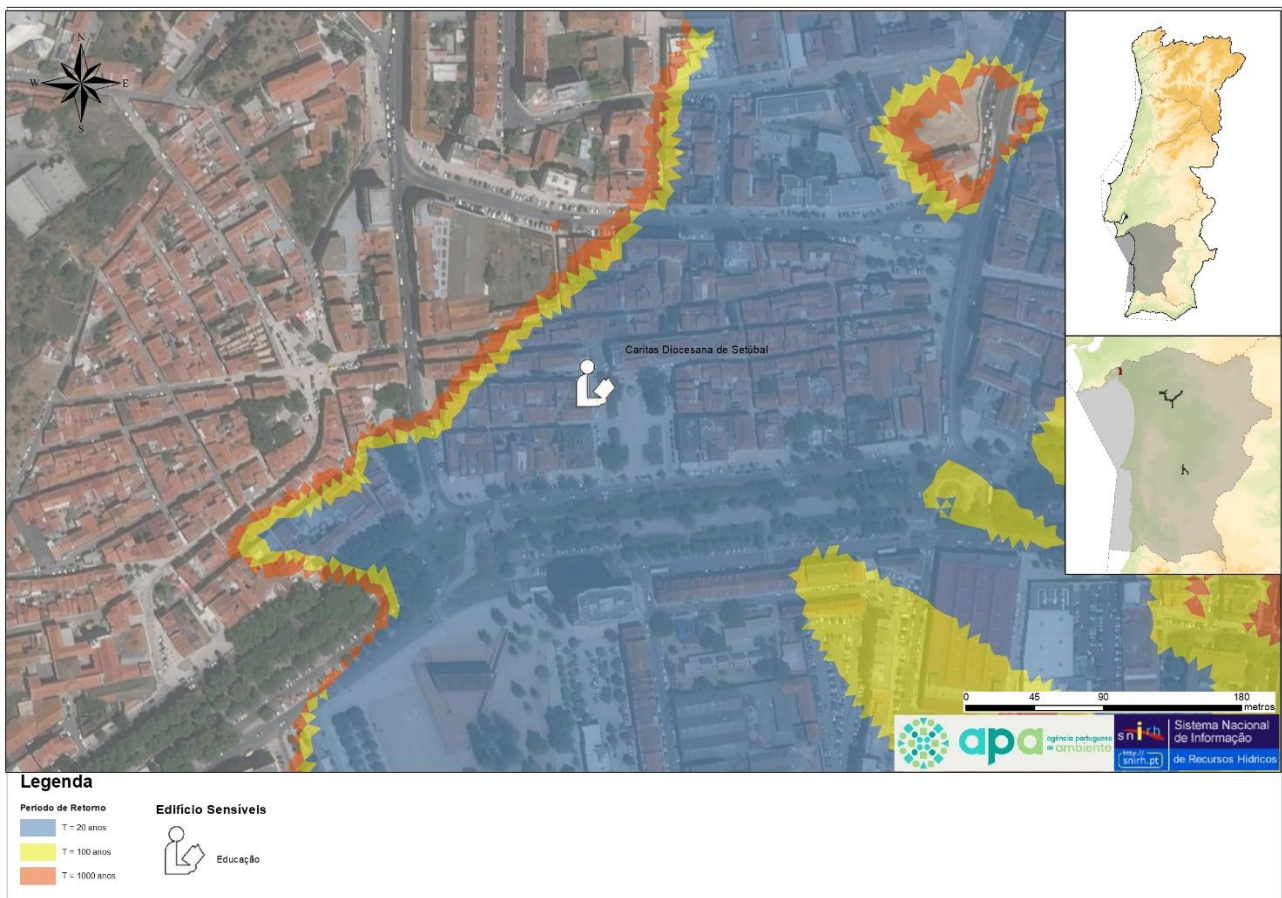 N
W
E
S
Caritas Diocesana de Setúbal
0 45 90 180
metros
apa agência portuguesa
do ambiente
snirh
http://
snirh.pt
Sistema Nacional
de Informação
de Recursos Hídricos
Legenda
Período de Retorno
T = 20 anos
T = 100 anos
T = 1000 anos
Edifício Sensíveis
Educação